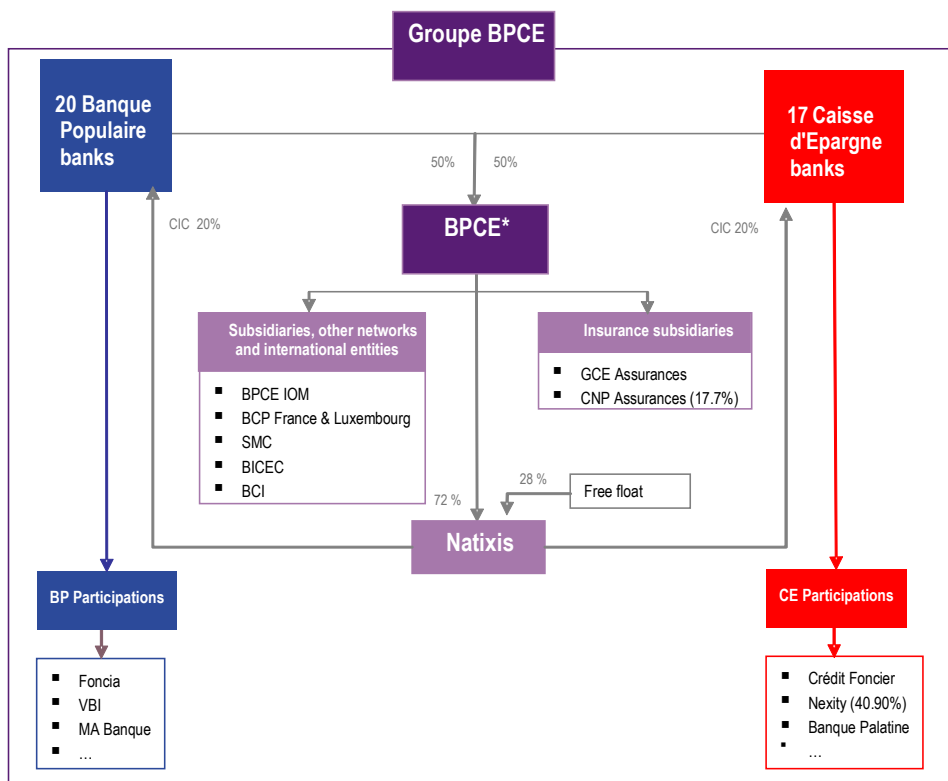 Groupe BPCE
20 Banque
Populaire
banks
17 Caisse
d'Epargne
banks
50%
50%
CIC 20%
BPCE*
CIC 20%
Subsidiaries, other networks
and international entities
▪ BPCE IOM
▪ BCP France & Luxembourg
▪ SMC
▪ BICEC
▪ BCI
Insurance subsidiaries
▪ GCE Assurances
▪ CNP Assurances (17.7%)
72 %
28 %
Free float
Natixis
BP Participations
▪ Foncia
▪ VBI
▪ MA Banque
▪ …
CE Participations
▪ Crédit Foncier
▪ Nexity (40.90%)
▪ Banque Palatine
▪ …